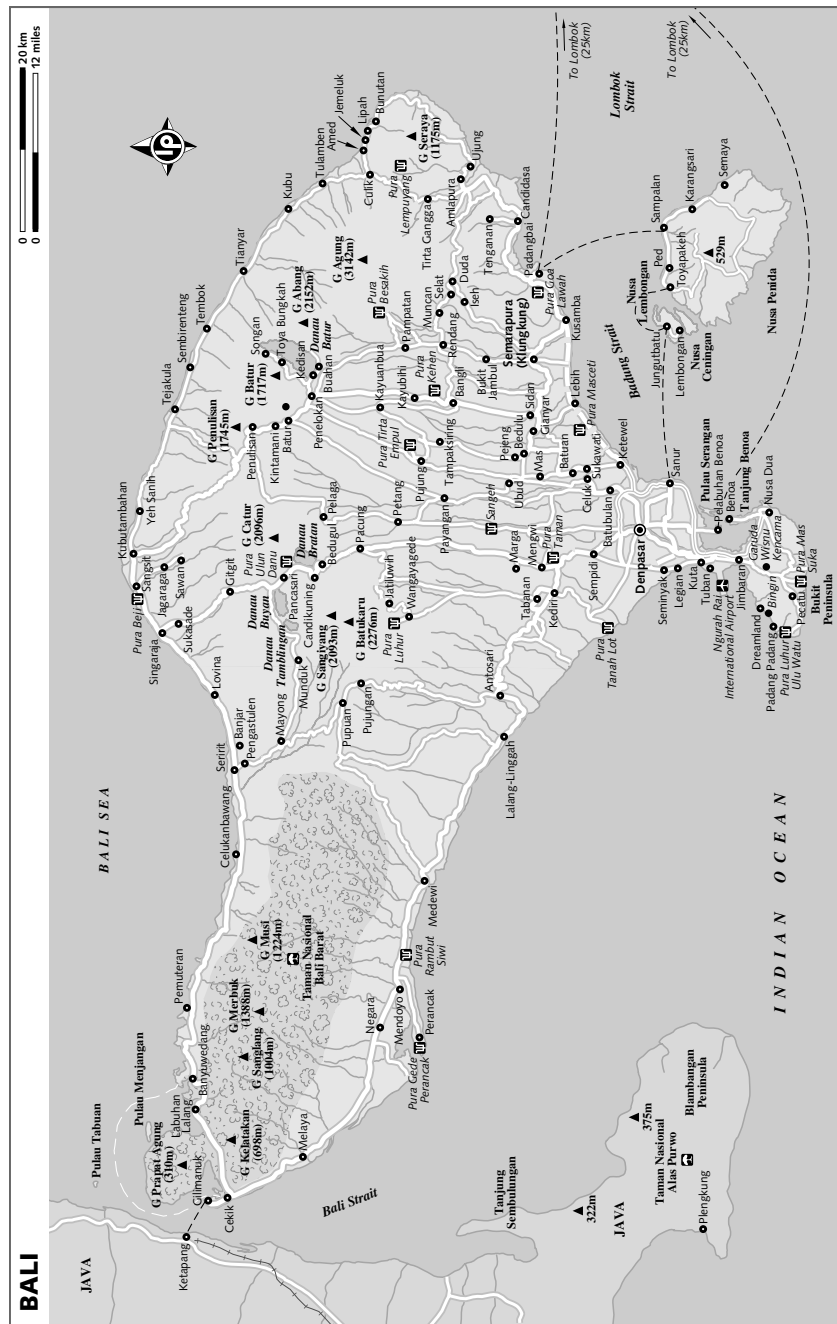 BALI
0
20 km
0
12 miles
lp
JAVA
Ketapang
Pulau Tabuan
Pulau Menjangan
G Prapat Agung
(310m)
Gilimanuk
Cekik
Labuhan
Lalang
Banyuwedang
Pemuteran
G Kelatakan
(698m)
G Sanglang
(1004m)
G Merbuk
(1388m)
G Musi
(1224m)
Taman Nasional
Bali Barat
Melaya
Negara
Mendoyo
Perancak
Pura Gede
Perancak
Pura
Rambut
Siwi
Medewi
Bali Strait
Tanjung
Sembulungan
322m
JAVA
375m
Taman Nasional
Alas Purwo
Blambangan
Peninsula
Plengkung
BALI SEA
INDIAN OCEAN
Celukanbawang
Seririt
Banjar
Pengastulen
Mayong
Lovina
Singaraja
Pura Beji
Sangsit
Jagaraga
Sukasade
Sawan
Kubutambahan
Yeh Sanih
Gitgit
Danau
Tamblingan
Danau
Buyan
Munduk
Pancasari
Candikuning
Pura
Ulun
Danu
G Catur
(2096m)
Danau
Bratan
Bedugul
Pelaga
Pacung
G Sangiyang
(2093m)
G Batukaru
(2276m)
Pupuan
Pujungan
Pura
Luhur
Jatiluwih
Wangayagede
Antosari
Lalang-Linggah
Tejakula
Sembirenteng
Tembok
Tianyar
Kubu
Tulamben
Amed
Jemeluk
Lipah
Bunutan
Culik
G Seraya
(1175m)
Pura
Lempuyang
Ujung
Amlapura
Tirta Gangga
G Penulisan
(1745m)
Penulisan
Kintamani
Batur
Penelokan
G Batur
(1717m)
Songan
Toya Bungkah
Kedisan
Buahan
Danau
Batur
G Abang
(2152m)
G Agung
(3142m)
Pura
Besakih
Kayuanbua
Kayubihi
Pampatan
Pura
Kehen
Rendang
Muncan
Selat
Duda
Iseh
Tenganan
Candidasa
Padangbai
Pura Goa
Lawah
Kusamba
Semarapura
(Klungkung)
Bukit
Jambul
Bangli
Sidan
Gianyar
Lebih
Pura Masceti
Pura Tirta
Empul
Tampaksiring
Pujung
Petang
Payangan
Sangeh
Pejeng
Bedulu
Ubud
Mas
Batuan
Sukawati
Celuk
Ketewel
Batubulan
Marga
Mengwi
Pura
Taman
Sempidi
Tabanan
Kediri
Pura
Tanah Lot
Denpasar
Sanur
Seminyak
Legian
Kuta
Tuban
Ngurah Rai
International Airport
Jimbaran
Pulau Serangan
Tanjung Benoa
Pelabuhan Benoa
Benoa
Nusa Dua
Garuda
Wisnu
Kencama
Dreamland
Bingin
Padang Padang
Pura Luhur
Ulu Watu
Pecatu
Pura Mas
Suka
Bukit
Peninsula
Badung Strait
Nusa
Lembongan
Jungutbatu
Lembongan
Nusa
Ceningan
Toyapakeh
Ped
Sampalan
Karangsari
Semaya
529m
Nusa Penida
Lombok
Strait
To Lombok
(25km)
To Lombok
(25km)